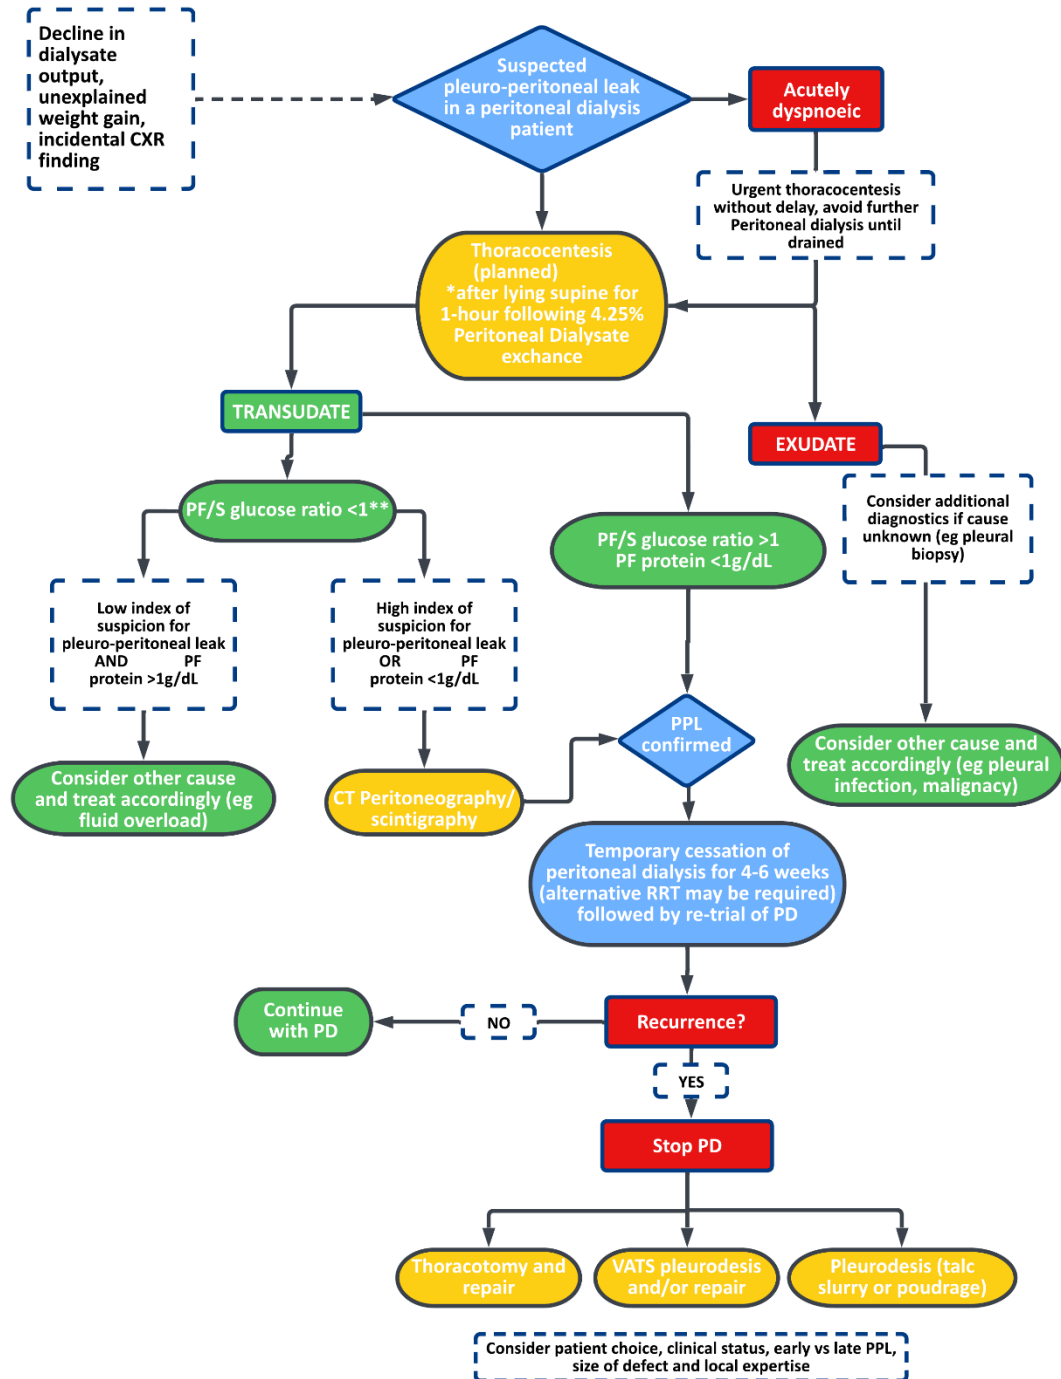 Decline in
dialysate
output,
unexplained
weight gain,
incidental CXR
finding
Suspected
pleuro-peritoneal leak
in a peritoneal dialysis
patient
Acutely
dyspnoeic
Urgent thoracocentesis
without delay, avoid further
Peritoneal dialysis until
drained
Thoracocentesis
(planned)
*after lying supine for
1-hour following 4.25%
Peritoneal Dialysate
exchance
TRANSUDATE
EXUDATE
PF/S glucose ratio <1**
PF/S glucose ratio >1
PF protein <1g/dL
Consider additional
diagnostics if cause
unknown (eg pleural
biopsy)
Low index of
suspicion for
pleuro-peritoneal leak
AND PF
protein >1g/dL
High index of
suspicion for
pleuro-peritoneal leak
OR PF
protein <1g/dL
PPL
confirmed
Consider other cause
and treat accordingly (eg
fluid overload)
CT Peritoneography/
scintigraphy
Consider other cause and
treat accordingly (eg pleural
infection, malignacy)
Temporary cessation of
peritoneal dialysis for 4-6 weeks
(alternative RRT may be required)
followed by re-trial of PD
Continue
with PD
NO
Recurrence?
YES
Stop PD
Thoracotomy and
repair
VATS pleurodesis
and/or repair
Pleurodesis (talc
slurry or poudrage)
Consider patient choice, clinical status, early vs late PPL,
size of defect and local expertise